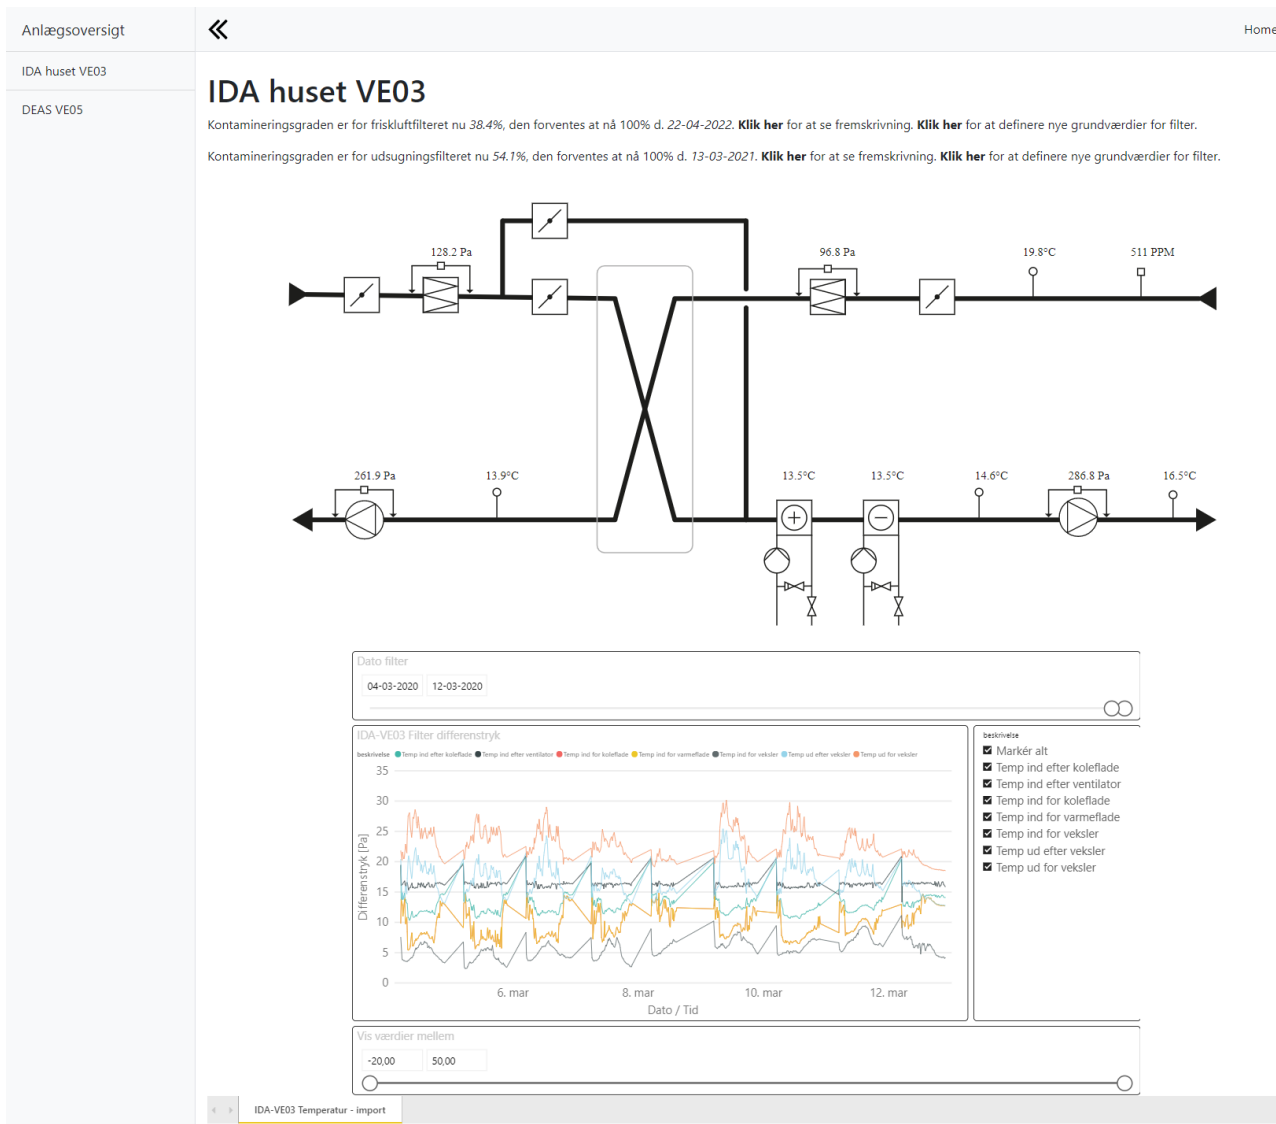 Anlægsoversigt
Home
IDA huset VE03
DEAS VE05
IDA huset VE03
Kontamineringsgraden er for friskluftfilteret nu 38.4%, den forventes at nå 100% d. 22-04-2022. Klik her for at se fremskrivning. Klik her for at definere nye grundværdier for filter.
Kontamineringsgraden er for udsugningsfilteret nu 54.1%, den forventes at nå 100% d. 13-03-2021. Klik her for at se fremskrivning. Klik her for at definere nye grundværdier for filter.
128.2 Pa
96.8 Pa
19.8°C
511 PPM
261.9 Pa
13.9°C
13.5°C
13.5°C
14.6°C
286.8 Pa
16.5°C
Dato filter
04-03-2020 12-03-2020
IDA-VE03 Filter differenstryk
beskrivelse Temp ind efter koleflade Temp ind efter ventilator Temp ind for koleflade Temp ind for varmeflade Temp ind for veksler Temp ud efter veksler Temp ud for veksler
35
30
25
20
15
10
5
0
Differenstryk [Pa]
6. mar 8. mar 10. mar 12. mar
Dato / Tid
beskrivelse
Markér alt
Temp ind efter koleflade
Temp ind efter ventilator
Temp ind for koleflade
Temp ind for varmeflade
Temp ind for veksler
Temp ud efter veksler
Temp ud for veksler
Vis værdier mellem
-20,00 50,00
IDA-VE03 Temperatur - import